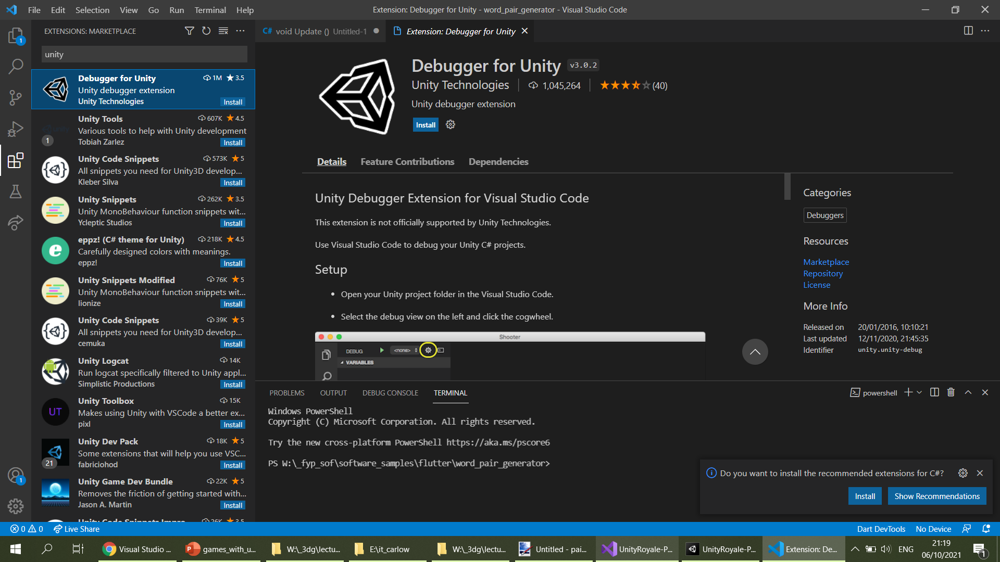 File Edit Selection View Go Run Terminal Help
Extension: Debugger for Unity - word_pair_generator - Visual Studio Code
1
EXTENSIONS: MARKETPLACE
unity
Debugger for Unity 1M 3.5
Unity debugger extension
Unity Technologies Install
Unity Tools 607K 4.5
Various tools to help with Unity development
1 Tobiah Zarlez Install
Unity Code Snippets 573K 5
All snippets you need for Unity3D develop...
Kleber Silva Install
Unity Snippets 262K 3.5
Unity MonoBehaviour function snippets wit...
Ycleptic Studios Install
e
eppz! (C# theme for Unity) 218K 4.5
Carefully designed colors with meanings.
eppz! Install
Unity Snippets Modified 76K 5
Unity MonoBehaviour function snippets wit...
lionize Install
Unity Code Snippets 39K 5
All snippets you need for Unity3D develop...
cemuka Install
Unity Logcat 14K
Run logcat specifically filtered to Unity appl...
Simplistic Productions Install
UT
Unity Toolbox 15K
Makes using Unity with VSCode a better ex...
pixl Install
Unity Dev Pack 18K 5
Some extensions that will help you use VSC...
21 fabriciohod Install
Unity Game Dev Bundle 22K 5
Removes the friction of getting started with...
Jason A. Martin Install
Unity Code Snippets Impro... 26K 3.5
1
C# void Update () Untitled-1
Extension: Debugger for Unity
Debugger for Unity v3.0.2
Unity Technologies 1,045,264 (40)
Unity debugger extension
Install
Details Feature Contributions Dependencies
Unity Debugger Extension for Visual Studio Code
This extension is not officially supported by Unity Technologies.
Use Visual Studio Code to debug your Unity C# projects.
Setup
• Open your Unity project folder in the Visual Studio Code.
• Select the debug view on the left and click the cogwheel.
Shooter
DEBUG <none>
VARIABLES
Categories
Debuggers
Resources
Marketplace
Repository
License
More Info
Released on 20/01/2016, 10:10:21
Last updated 12/11/2020, 21:45:35
Identifier unity.unity-debug
PROBLEMS OUTPUT DEBUG CONSOLE TERMINAL powershell
Windows PowerShell
Copyright (C) Microsoft Corporation. All rights reserved.
Try the new cross-platform PowerShell https://aka.ms/pscore6
PS W:\_fyp_sof\software_samples\flutter\word_pair_generator>
Do you want to install the recommended extensions for C#?
Install Show Recommendations
0 0 Live Share Dart DevTools No Device
Visual Studio ... games_with_u... W:\_3dg\lectu... E:\it_carlow W:\_3dg\lectu... Untitled - pai... UnityRoyale-P... UnityRoyale-P... Extension: De... ENG 21:19
06/10/2021 1